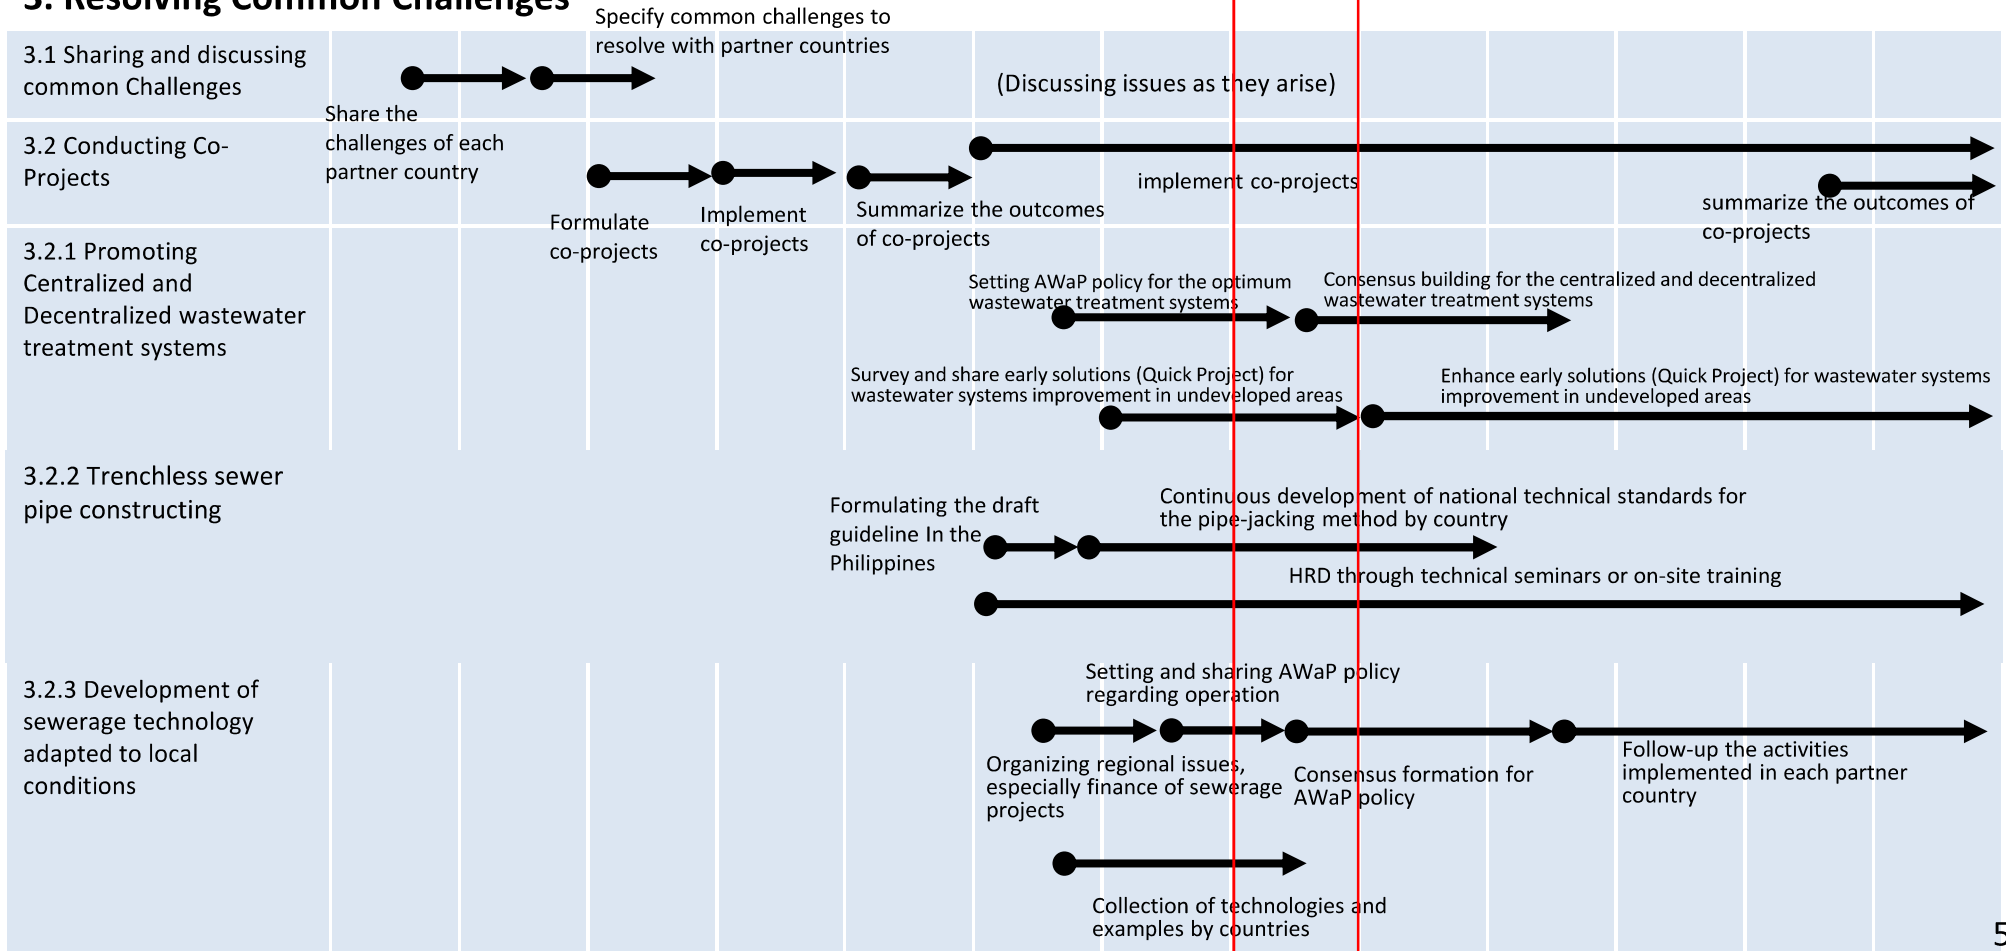 3. Resolving Common Challenges
Specify common challenges to
resolve with partner countries
3.1 Sharing and discussing
common Challenges
(Discussing issues as they arise)
Share the
challenges of each
partner country
3.2 Conducting Co-
Projects
implement co-projects
Formulate
co-projects
Implement
co-projects
Summarize the outcomes
of co-projects
summarize the outcomes of
co-projects
3.2.1 Promoting
Centralized and
Decentralized wastewater
treatment systems
Setting AWaP policy for the optimum
wastewater treatment systems
Consensus building for the centralized and decentralized
wastewater treatment systems
Survey and share early solutions (Quick Project) for
wastewater systems improvement in undeveloped areas
Enhance early solutions (Quick Project) for wastewater systems
improvement in undeveloped areas
3.2.2 Trenchless sewer
pipe constructing
Formulating the draft
guideline In the
Philippines
Continuous development of national technical standards for
the pipe-jacking method by country
HRD through technical seminars or on-site training
3.2.3 Development of
sewerage technology
adapted to local
conditions
Setting and sharing AWaP policy
regarding operation
Organizing regional issues,
especially finance of sewerage
projects
Consensus formation for
AWaP policy
Follow-up the activities
implemented in each partner
country
Collection of technologies and
examples by countries
5